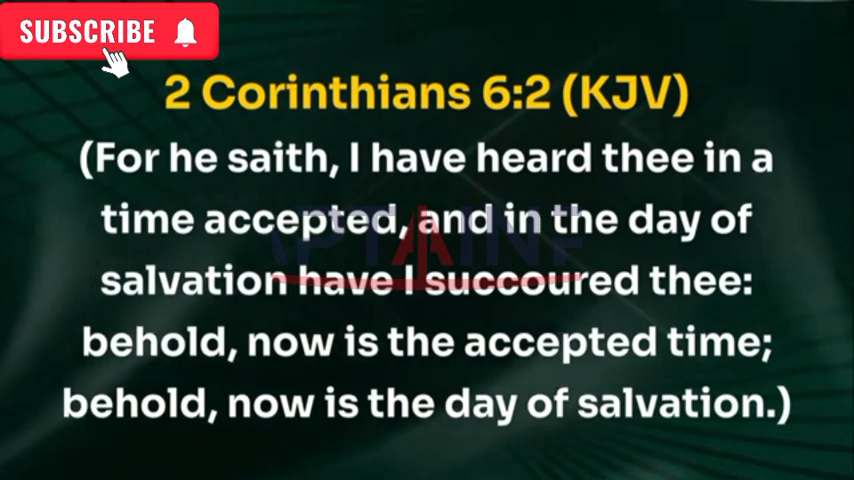 SUBSCRIBE
2 Corinthians 6:2 (KJV)
(For he saith, I have heard thee in a
time accepted, and in the day of
salvation have I succoured thee:
behold, now is the accepted time;
behold, now is the day of salvation.)